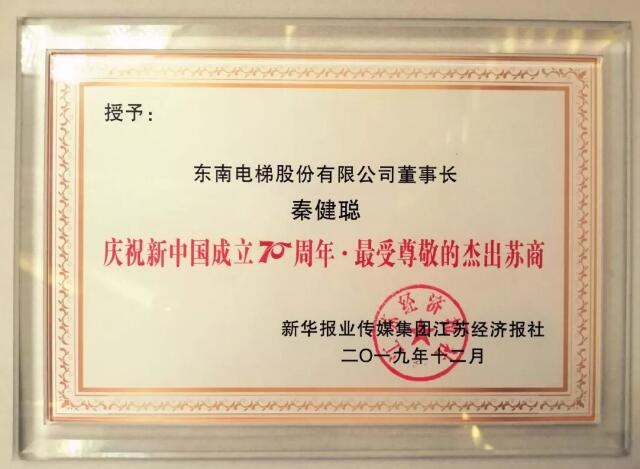 授予：
东南电梯股份有限公司董事长
秦健聪
庆祝新中国成立70周年·最受尊敬的杰出苏商
新华报业传媒集团江苏经济报社
二〇一九年十二月